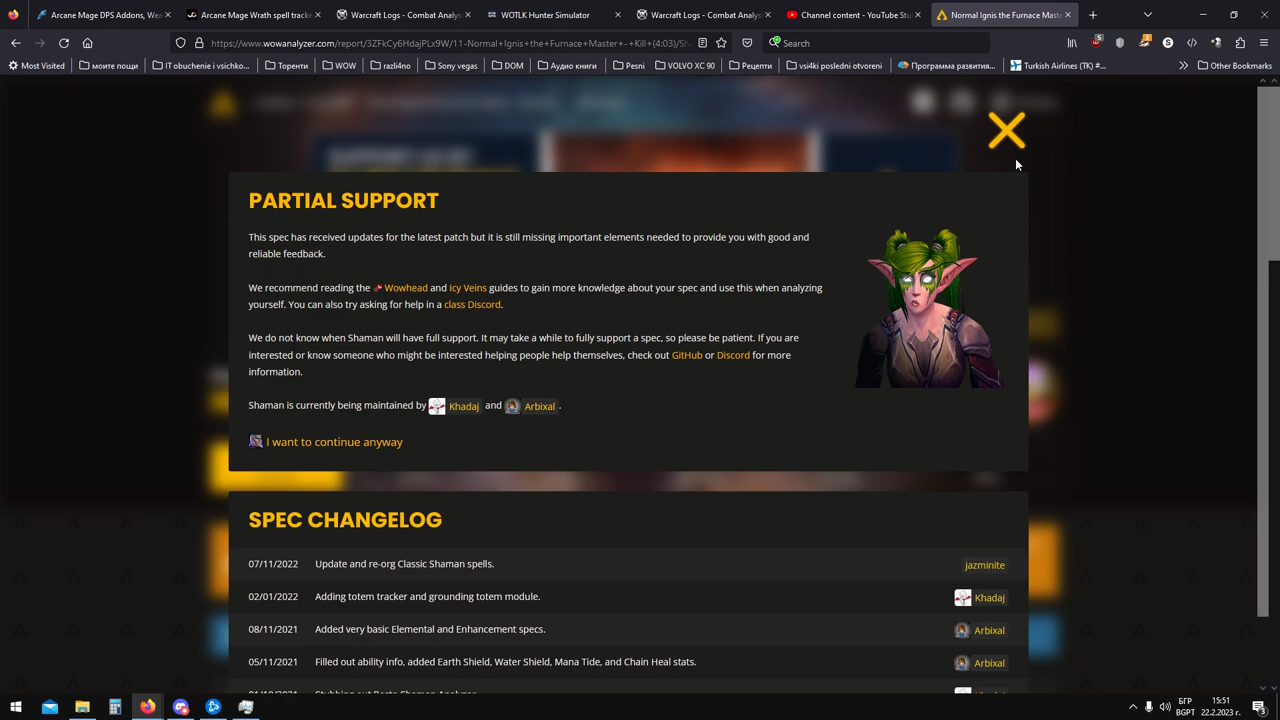 Arcane Mage DPS Addons, Wea
Arcane Mage Wrath spell tracke
Warcraft Logs - Combat Analys
WOTLK Hunter Simulator
Warcraft Logs - Combat Analys
Channel content - YouTube Stu
Normal Ignis the Furnace Maste
https://www.wowanalyzer.com/report/3ZFkCy6HdajPLx9W/11-Normal+Ignis+the+Furnace+Master+-+Kill+(4:03)/Sh
Search
Most Visited
моите пощи
IT obuchenie i vsichko...
Торенти
WOW
razli4no
Sony vegas
DOM
Аудио книги
Pesni
VOLVO XC 90
Рецепти
vsi4ki posledni otvoreni
Программа развития...
Turkish Airlines (TK) #...
Other Bookmarks
PARTIAL SUPPORT
This spec has received updates for the latest patch but it is still missing important elements needed to provide you with good and
reliable feedback.
We recommend reading the Wowhead and Icy Veins guides to gain more knowledge about your spec and use this when analyzing
yourself. You can also try asking for help in a class Discord.
We do not know when Shaman will have full support. It may take a while to fully support a spec, so please be patient. If you are
interested or know someone who might be interested helping people help themselves, check out GitHub or Discord for more
information.
Shaman is currently being maintained by Khadaj and Arbixal .
I want to continue anyway
SPEC CHANGELOG
07/11/2022 Update and re-org Classic Shaman spells. jazminite
02/01/2022 Adding totem tracker and grounding totem module. Khadaj
08/11/2021 Added very basic Elemental and Enhancement specs. Arbixal
05/11/2021 Filled out ability info, added Earth Shield, Water Shield, Mana Tide, and Chain Heal stats. Arbixal
БГР
BGPT
15:51
22.2.2023 г.